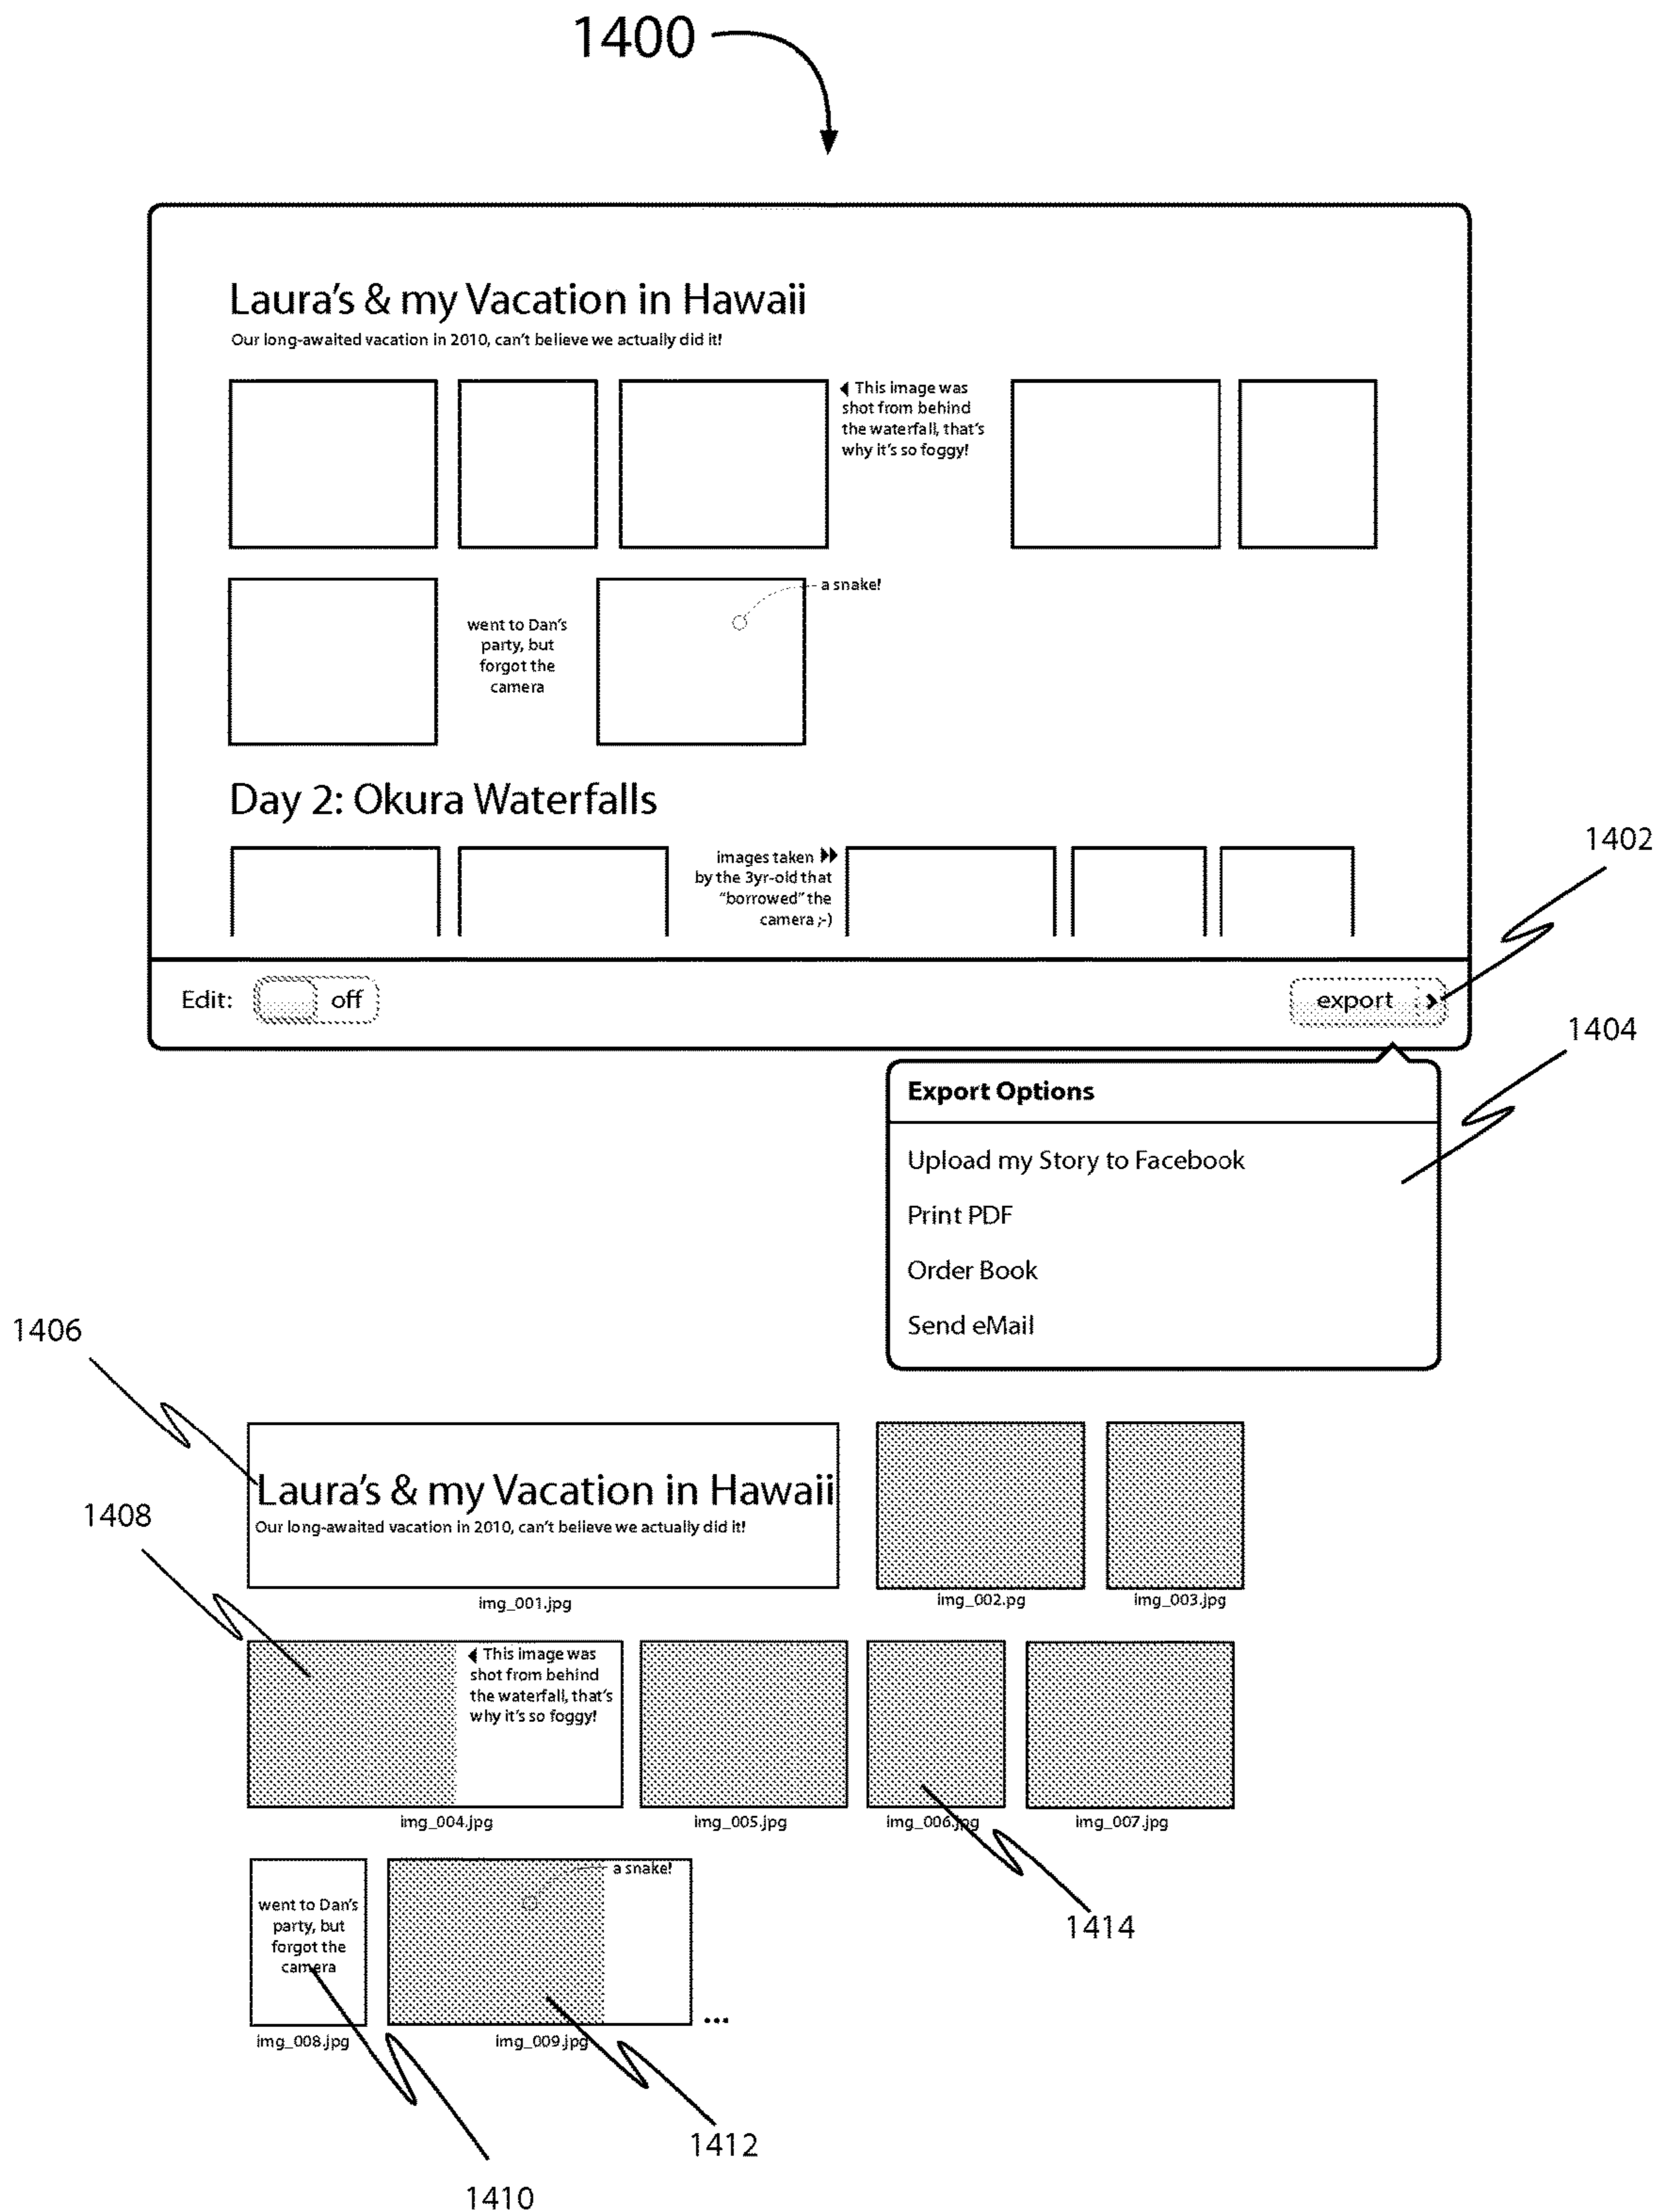 1400
Laura's & my Vacation in Hawaii
Our long-awaited vacation in 2010, can't believe we actually did it!
This image was
shot from behind
the waterfall, that's
why it's so foggy!
a snake!
went to Dan's
party, but
forgot the
camera
Day 2: Okura Waterfalls
images taken
by the 3yr-old that
"borrowed" the
camera ;-)
1402
Edit:
off
export
1404
Export Options
Upload my Story to Facebook
Print PDF
Order Book
Send eMail
1406
Laura's & my Vacation in Hawaii
Our long-awaited vacation in 2010, can't believe we actually did it!
img_001.jpg
img_002.pg
img_003.jpg
1408
This image was
shot from behind
the waterfall, that's
why it's so foggy!
img_004.jpg
img_005.jpg
img_006.jpg
img_007.jpg
1414
went to Dan's
party, but
forgot the
camera
a snake!
...
img_008.jpg
img_009.jpg
1412
1410